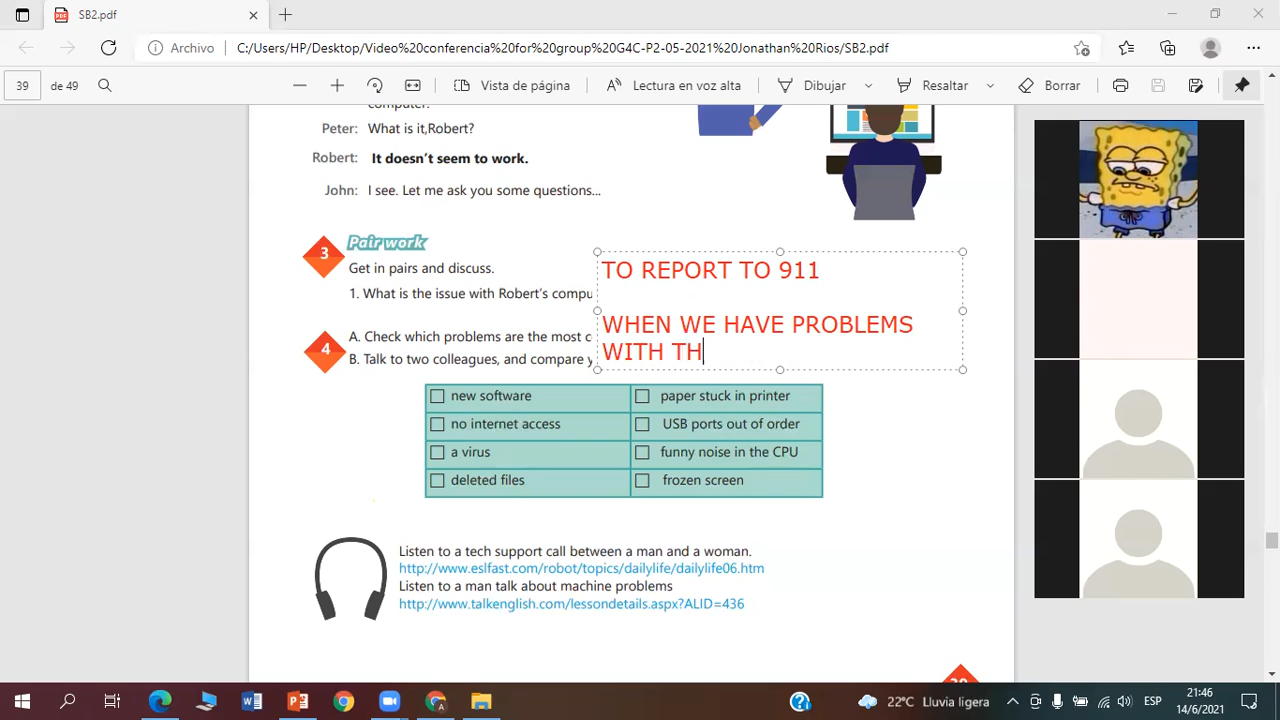 SB2.pdf
Archivo
C:/Users/HP/Desktop/Video%20conferencia%20for%20group%20G4C-P2-05-2021%20Jonathan%20Rios/SB2.pdf
39
de 49
Vista de página
Lectura en voz alta
Dibujar
Resaltar
Borrar
computer.
Peter: What is it,Robert?
Robert: It doesn't seem to work.
John: I see. Let me ask you some questions...
3
Pair work
Get in pairs and discuss.
1. What is the issue with Robert's compu
TO REPORT TO 911
WHEN WE HAVE PROBLEMS
WITH TH
4
A. Check which problems are the most c
B. Talk to two colleagues, and compare y
new software
paper stuck in printer
no internet access
USB ports out of order
a virus
funny noise in the CPU
deleted files
frozen screen
Listen to a tech support call between a man and a woman.
http://www.eslfast.com/robot/topics/dailylife/dailylife06.htm
Listen to a man talk about machine problems
http://www.talkenglish.com/lessondetails.aspx?ALID=436
22°C Lluvia ligera
ESP
21:46
14/6/2021